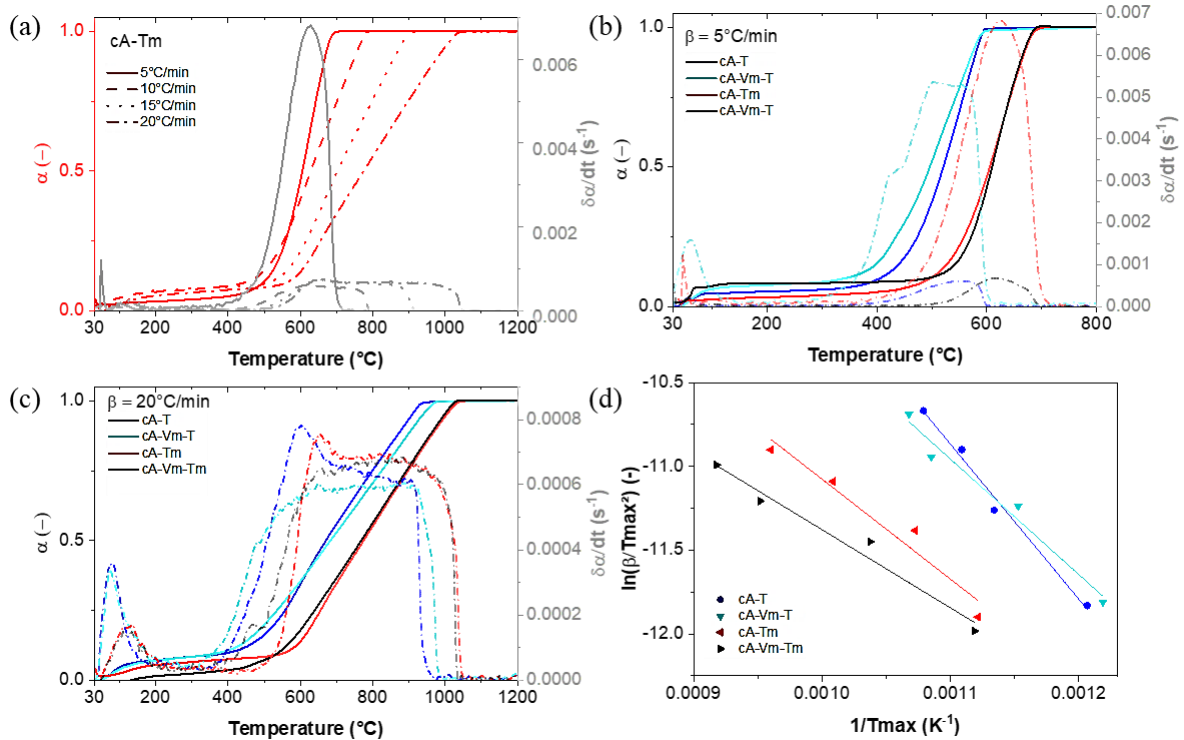 (a)
cA-Tm
5°C/min
10°C/min
15°C/min
20°C/min
α (−)
1.0
0.5
0.0
30 200 400 600 800 1000 1200
Temperature (°C)
0.006
0.005
0.004
0.003
0.002
0.001
0.000
δα/dt (s⁻¹)
(b)
β = 5°C/min
cA-T
cA-Vm-T
cA-Tm
cA-Vm-T
α (−)
1.0
0.5
0.0
30 200 400 600 800
Temperature (°C)
0.007
0.006
0.005
0.004
0.003
0.002
0.001
0.000
δα/dt (s⁻¹)
(c)
β = 20°C/min
cA-T
cA-Vm-T
cA-Tm
cA-Vm-Tm
α (−)
1.0
0.5
0.0
30 200 400 600 800 1000 1200
Temperature (°C)
0.0008
0.0006
0.0004
0.0002
0.0000
δα/dt (s⁻¹)
(d)
ln(β/Tmax²) (-)
-10.5
-11.0
-11.5
-12.0
cA-T
cA-Vm-T
cA-Tm
cA-Vm-Tm
0.0009 0.0010 0.0011 0.0012
1/Tmax (K⁻¹)